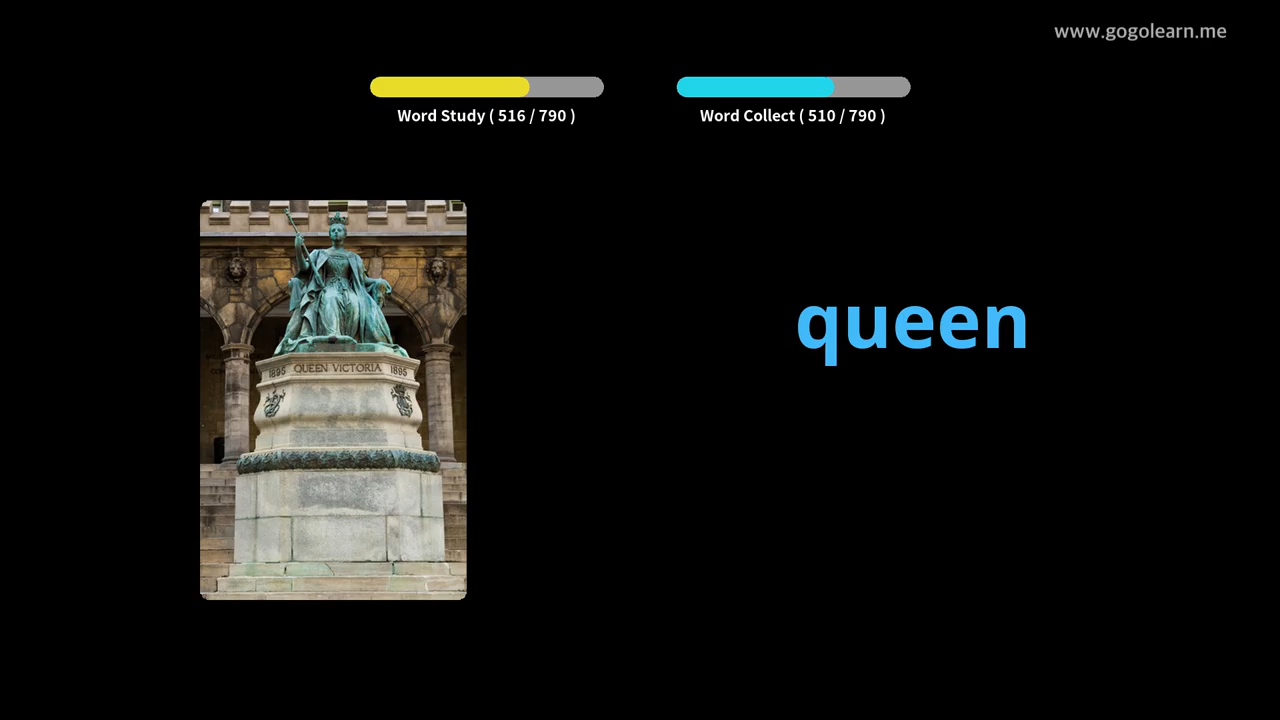 www.gogolearn.me
Word Study ( 516 / 790 )
Word Collect ( 510 / 790 )
1895 QUEEN VICTORIA 1895
queen